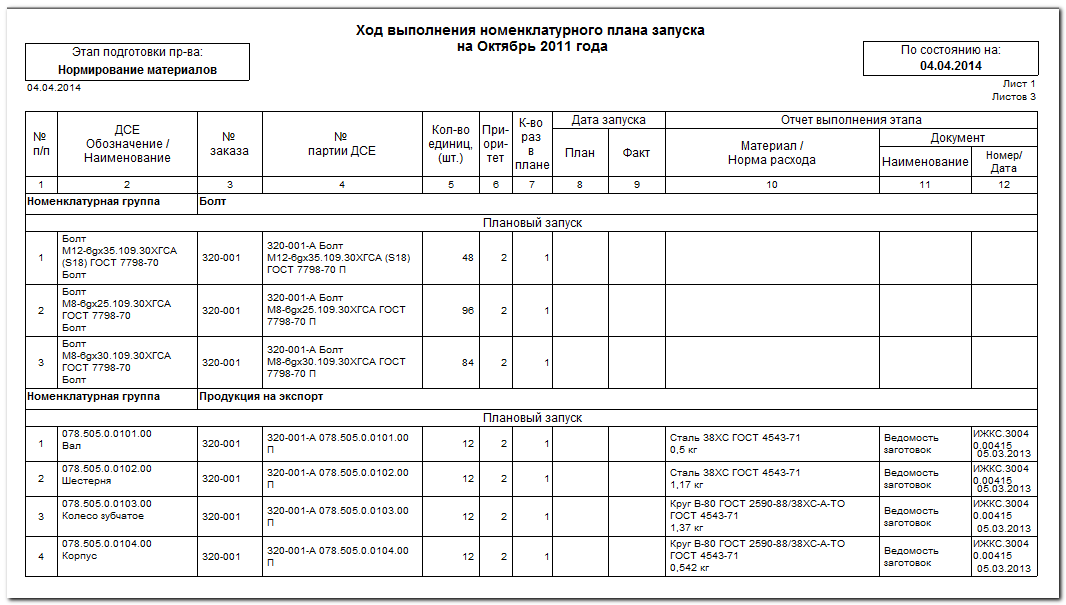 Ход выполнения номенклатурного плана запуска
на Октябрь 2011 года
Этап подготовки пр-ва:
Нормирование материалов
04.04.2014
По состоянию на:
04.04.2014
Лист 1
Листов 3
№
п/п
ДСЕ
Обозначение /
Наименование
№
заказа
№
партии ДСЕ
Кол-во
единиц,
(шт.)
При-
ори-
тет
К-во
раз
в
плане
Дата запуска
План
Факт
Отчет выполнения этапа
Материал /
Норма расхода
Документ
Наименование
Номер/
Дата
1 2 3 4 5 6 7 8 9 10 11 12
Номенклатурная группа Болт
Плановый запуск
1
Болт
М12-6gх35.109.30ХГСА
(S18) ГОСТ 7798-70
Болт
320-001
320-001-А Болт
М12-6gх35.109.30ХГСА (S18)
ГОСТ 7798-70 П
48 2 1
2
Болт
М8-6gх25.109.30ХГСА
ГОСТ 7798-70
Болт
320-001
320-001-А Болт
М8-6gх25.109.30ХГСА ГОСТ
7798-70 П
96 2 1
3
Болт
М8-6gх30.109.30ХГСА
ГОСТ 7798-70
Болт
320-001
320-001-А Болт
М8-6gх30.109.30ХГСА ГОСТ
7798-70 П
84 2 1
Номенклатурная группа Продукция на экспорт
Плановый запуск
1
078.505.0.0101.00
Вал
320-001
320-001-А 078.505.0.0101.00
П
12 2 1
Сталь 38ХС ГОСТ 4543-71
0,5 кг
Ведомость
заготовок
ИЖКС.3004
0.00415
05.03.2013
2
078.505.0.0102.00
Шестерня
320-001
320-001-А 078.505.0.0102.00
П
12 2 1
Сталь 38ХС ГОСТ 4543-71
1,17 кг
Ведомость
заготовок
ИЖКС.3004
0.00415
05.03.2013
3
078.505.0.0103.00
Колесо зубчатое
320-001
320-001-А 078.505.0.0103.00
П
12 2 1
Круг В-80 ГОСТ 2590-88/38ХС-А-ТО
ГОСТ 4543-71
1,37 кг
Ведомость
заготовок
ИЖКС.3004
0.00415
05.03.2013
4
078.505.0.0104.00
Корпус
320-001
320-001-А 078.505.0.0104.00
П
12 2 1
Круг В-80 ГОСТ 2590-88/38ХС-А-ТО
ГОСТ 4543-71
0,542 кг
Ведомость
заготовок
ИЖКС.3004
0.00415
05.03.2013